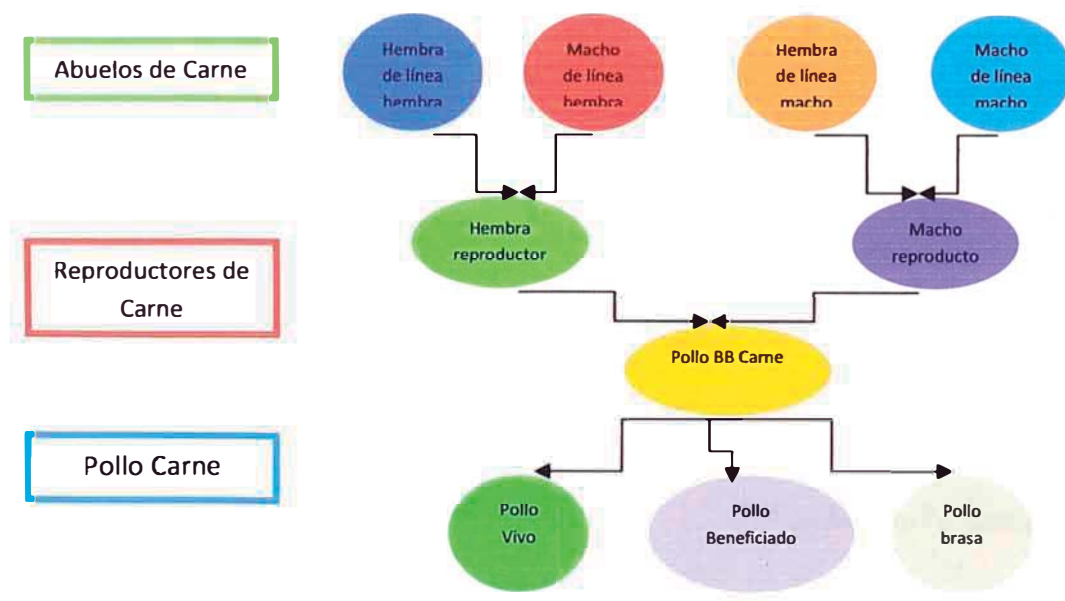 Abuelos de Carne
Hembra
de línea
hembra
Macho
de línea
hembra
Hembra
de línea
macho
Macho
de línea
macho
Hembra
reproductor
Macho
reproducto
Reproductores de
Carne
Pollo BB Carne
Pollo Carne
Pollo
Vivo
Pollo
Beneficiado
Pollo
brasa